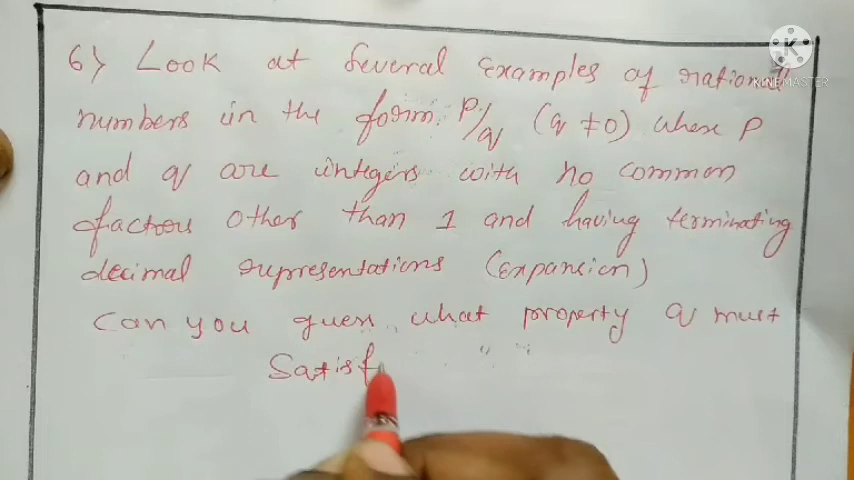 6) Look at Several examples of rational
numbers in the form P/q (q ≠ 0) where P
and q are integers with no common
factors other than 1 and having terminating
decimal representations (expansion)
Can you guess what property q must
Satisf
KINEMASTER